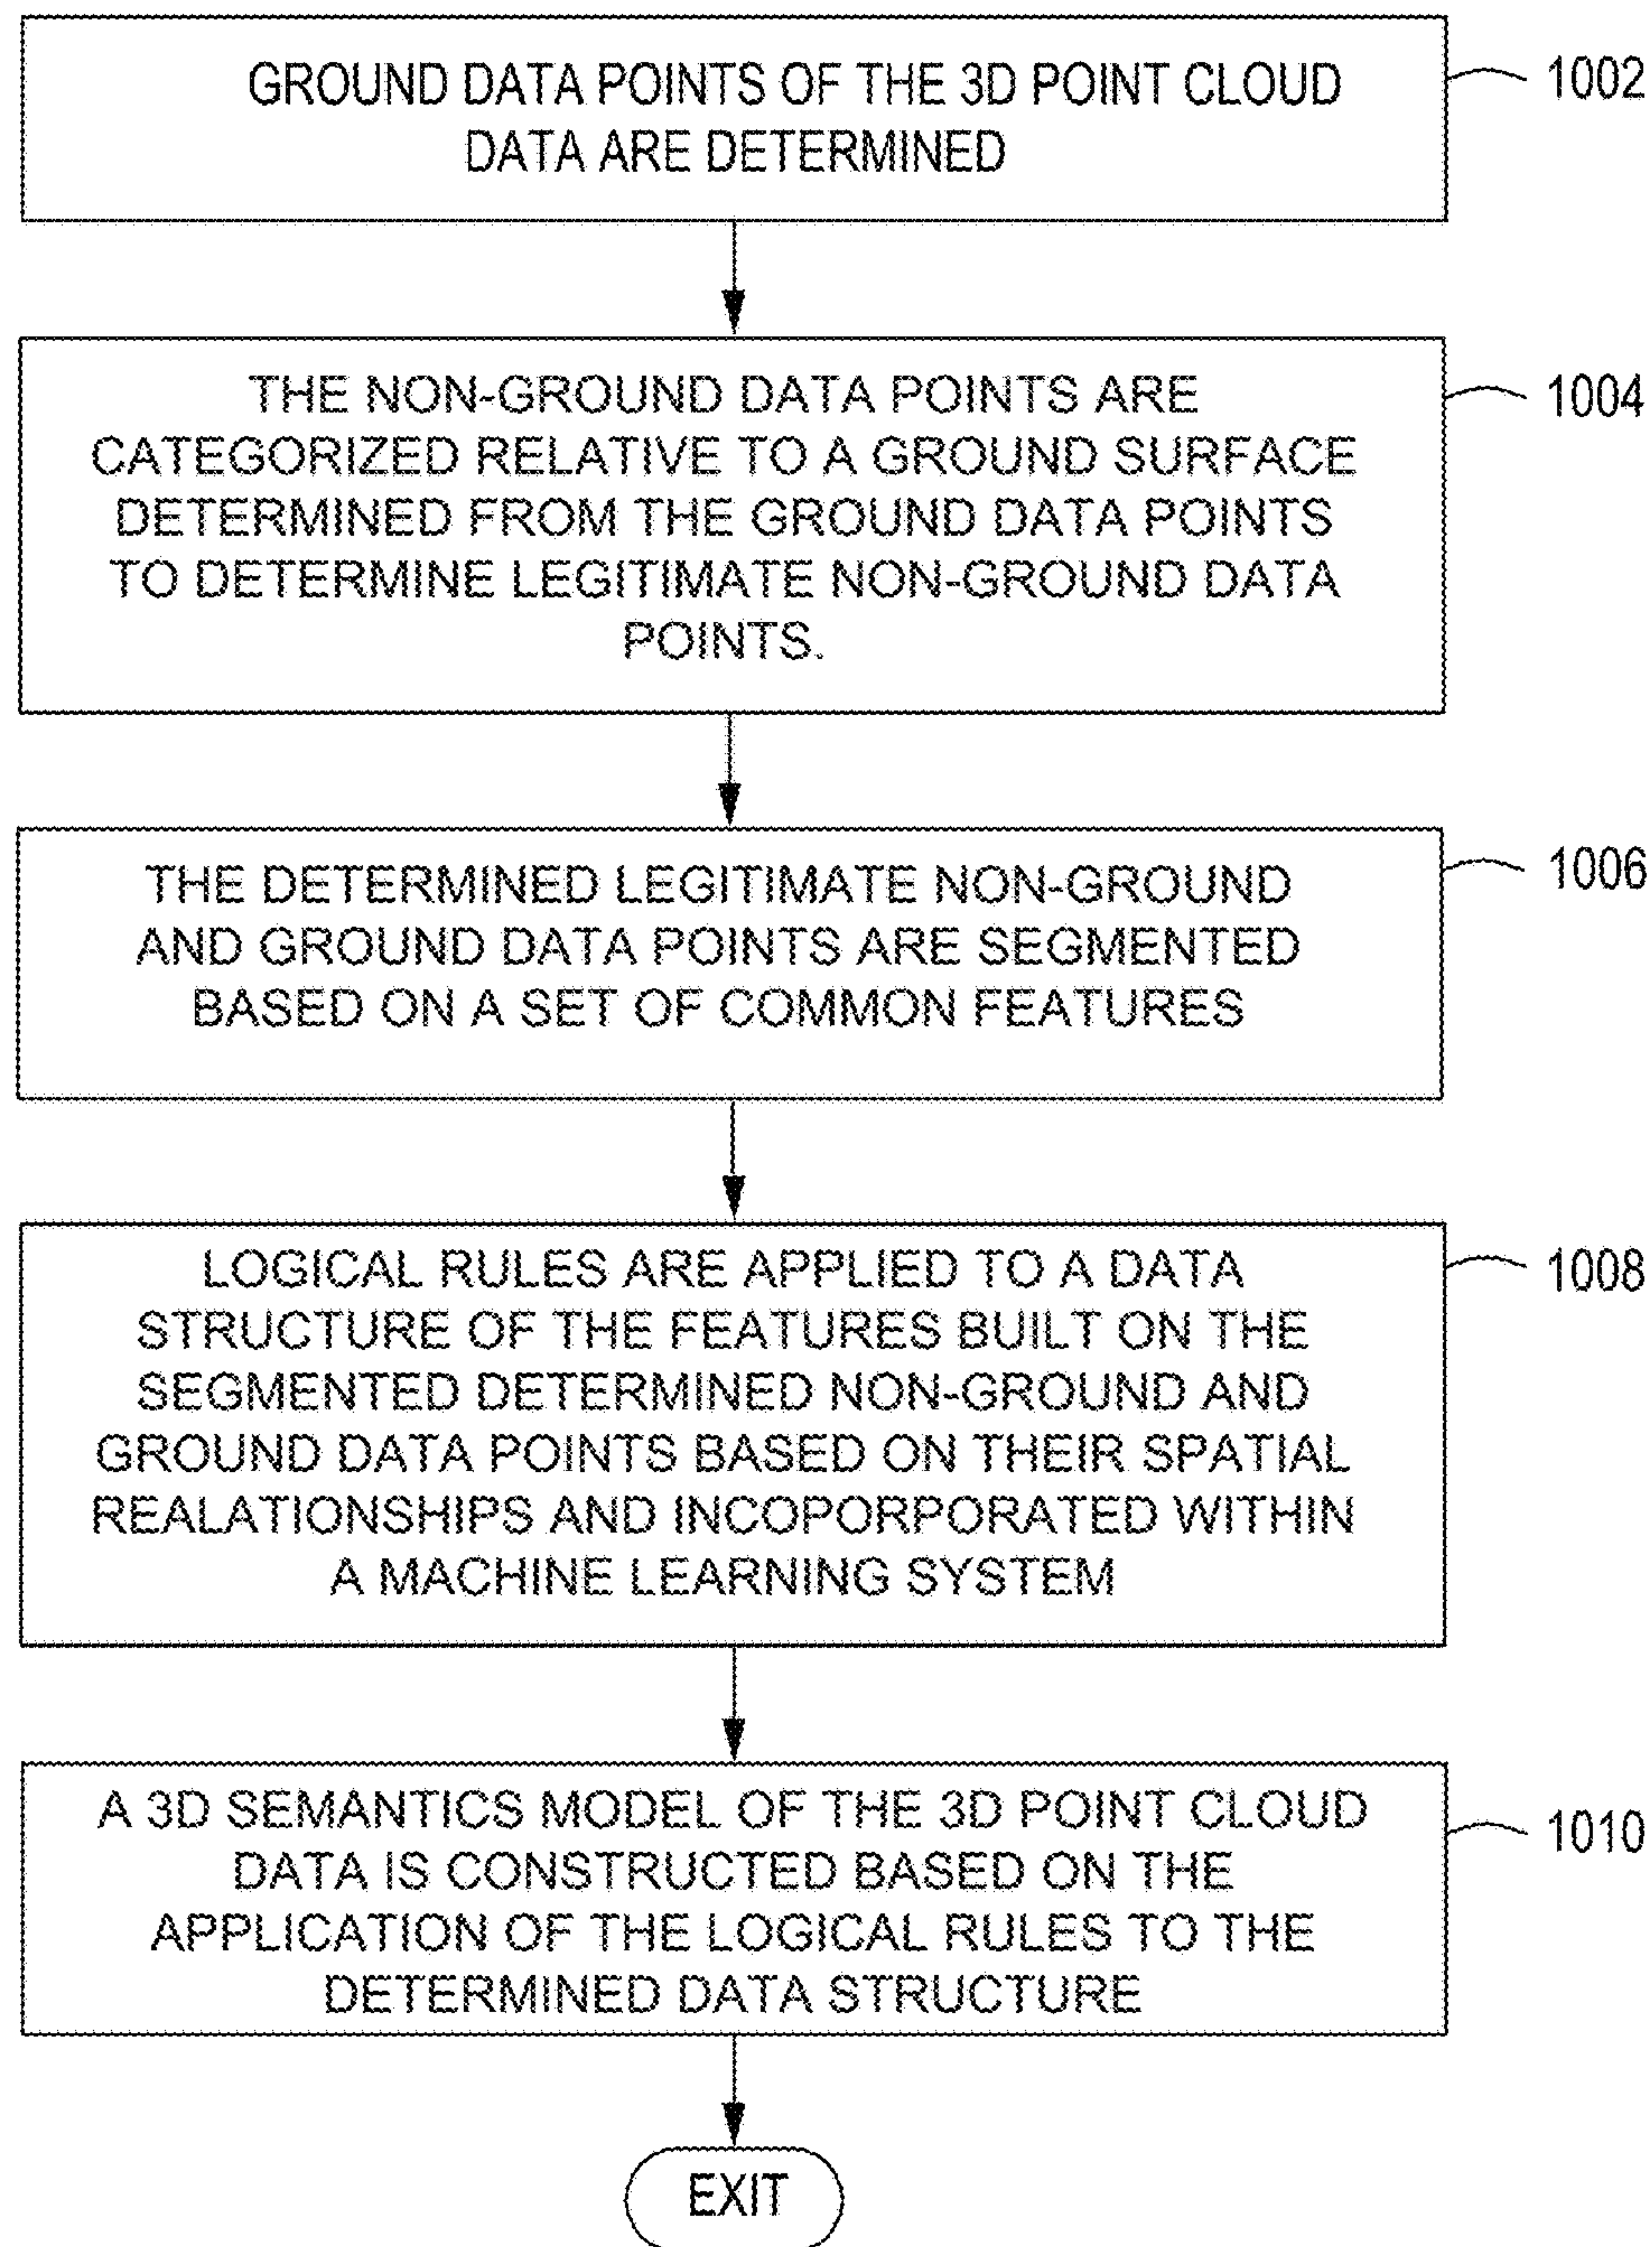 GROUND DATA POINTS OF THE 3D POINT CLOUD
DATA ARE DETERMINED
1002
THE NON-GROUND DATA POINTS ARE
CATEGORIZED RELATIVE TO A GROUND SURFACE
DETERMINED FROM THE GROUND DATA POINTS
TO DETERMINE LEGITIMATE NON-GROUND DATA
POINTS.
1004
THE DETERMINED LEGITIMATE NON-GROUND
AND GROUND DATA POINTS ARE SEGMENTED
BASED ON A SET OF COMMON FEATURES
1006
LOGICAL RULES ARE APPLIED TO A DATA
STRUCTURE OF THE FEATURES BUILT ON THE
SEGMENTED DETERMINED NON-GROUND AND
GROUND DATA POINTS BASED ON THEIR SPATIAL
REALATIONSHIPS AND INCOPORPORATED WITHIN
A MACHINE LEARNING SYSTEM
1008
A 3D SEMANTICS MODEL OF THE 3D POINT CLOUD
DATA IS CONSTRUCTED BASED ON THE
APPLICATION OF THE LOGICAL RULES TO THE
DETERMINED DATA STRUCTURE
1010
EXIT